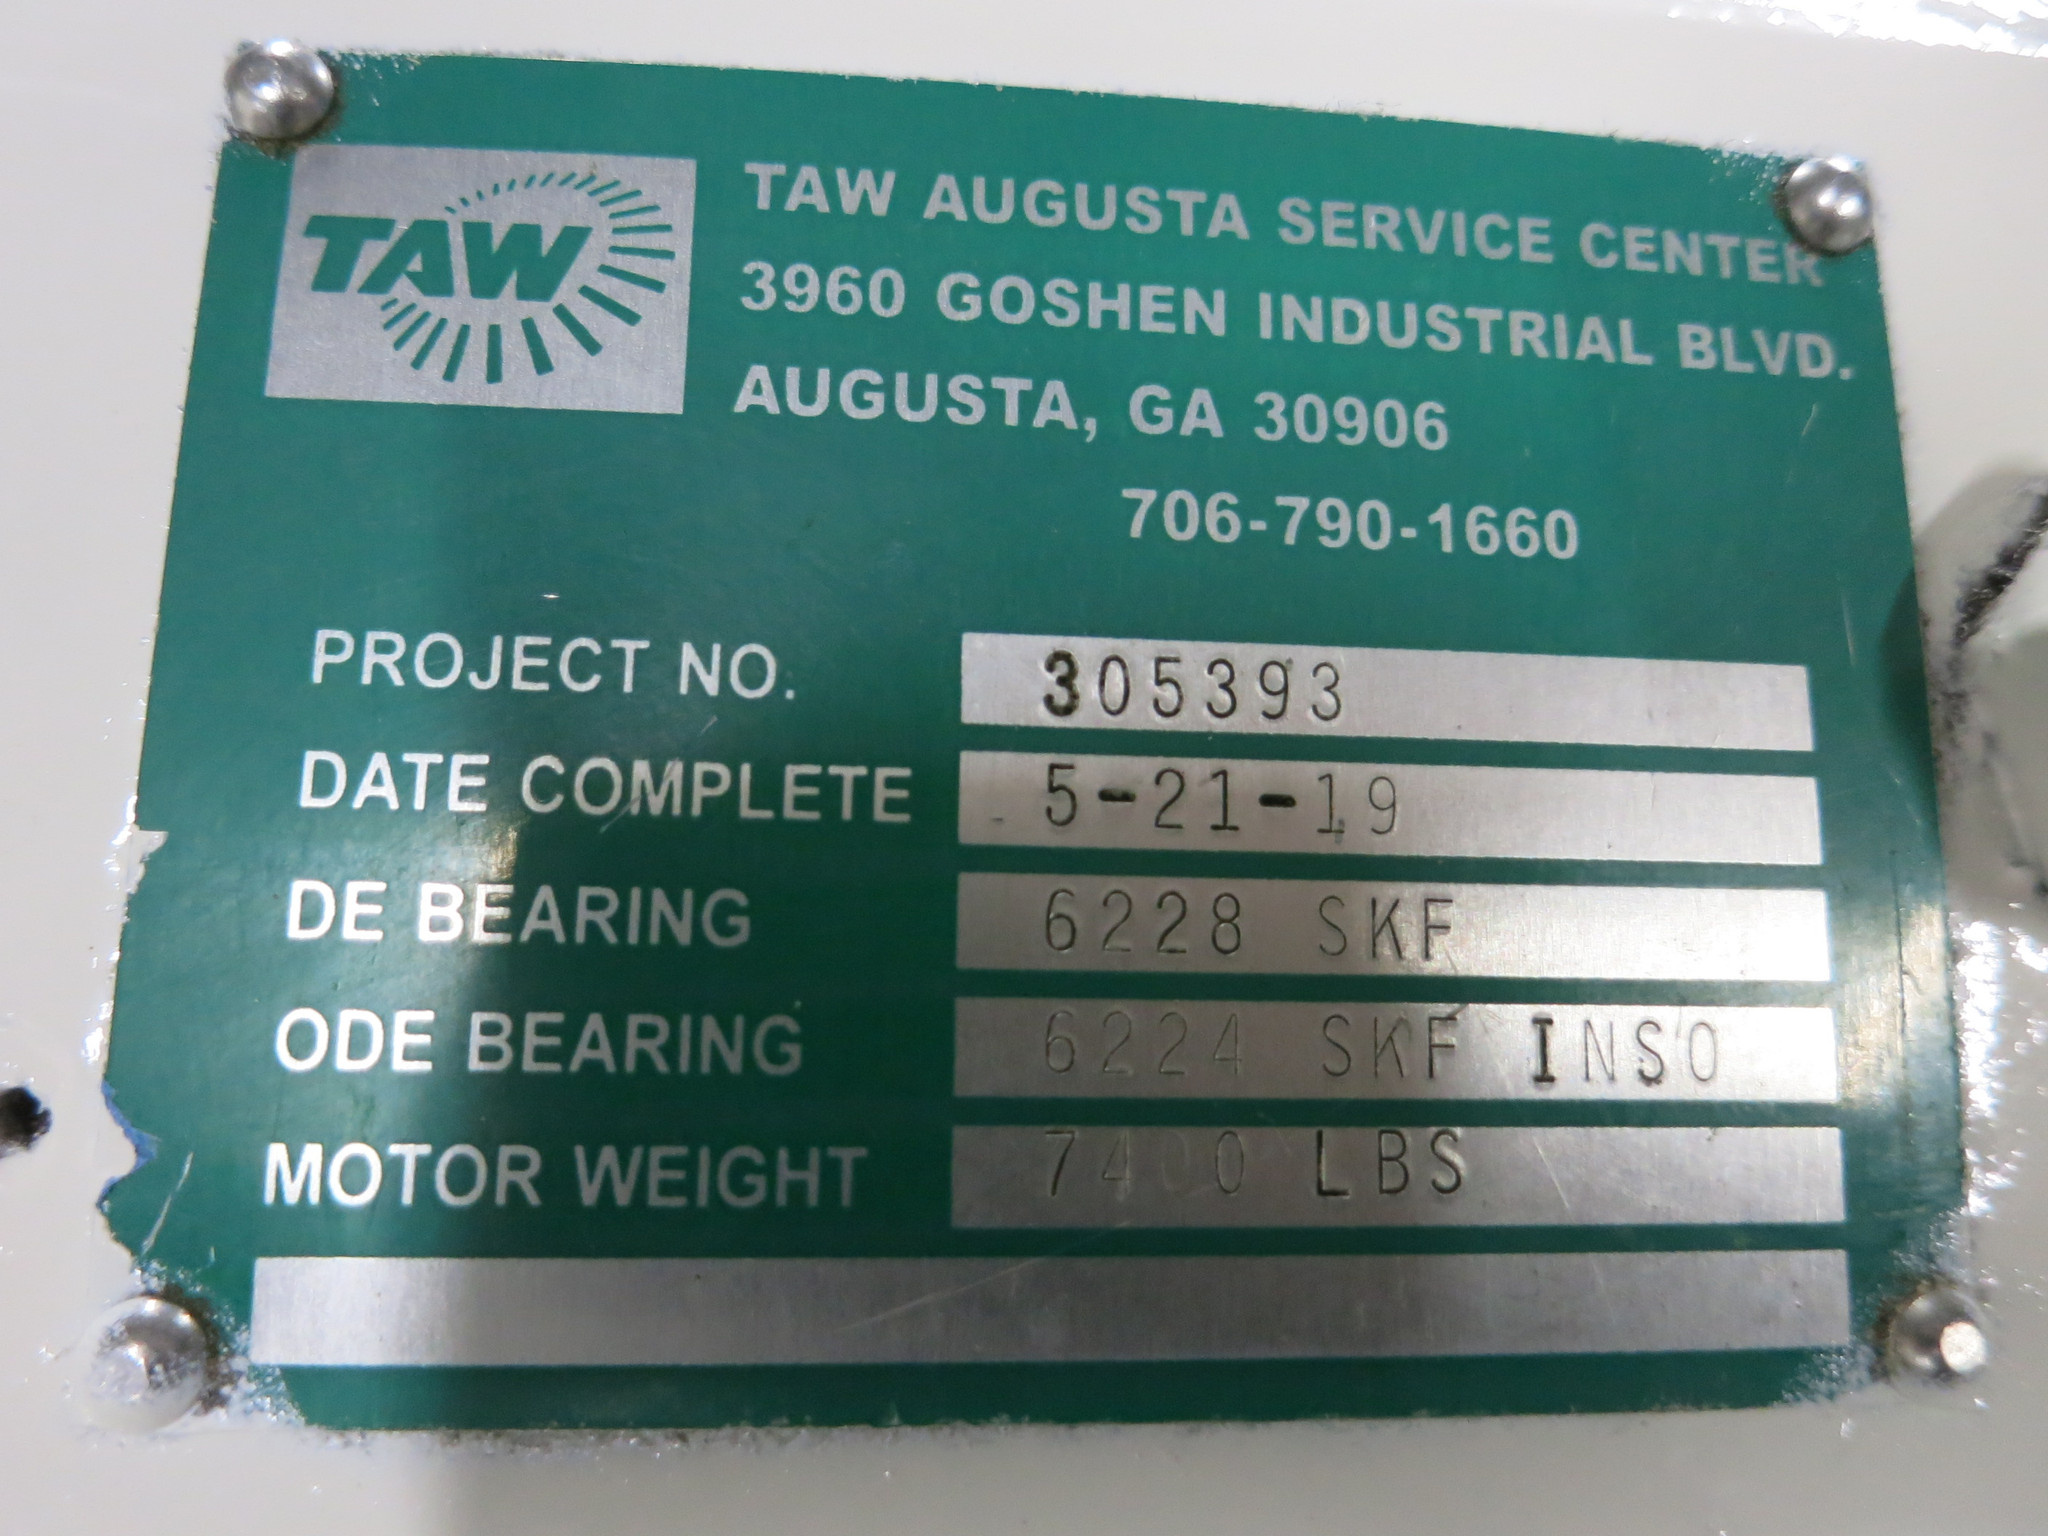 TAW
TAW AUGUSTA SERVICE CENTER
3960 GOSHEN INDUSTRIAL BLVD.
AUGUSTA, GA 30906
706-790-1660
PROJECT NO. 305393
DATE COMPLETE 5-21-19
DE BEARING 6228 SKF
ODE BEARING 6224 SKF INSO
MOTOR WEIGHT 7400 LBS